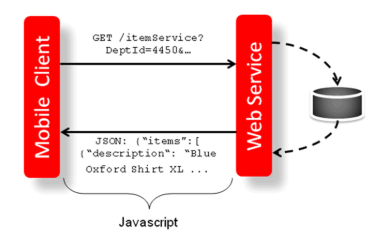 Mobile Client
GET /itemService?
DeptId=4450&…
Web Service
JSON: {“items”:[
{“description”: “Blue
Oxford Shirt XL ...
Javascript